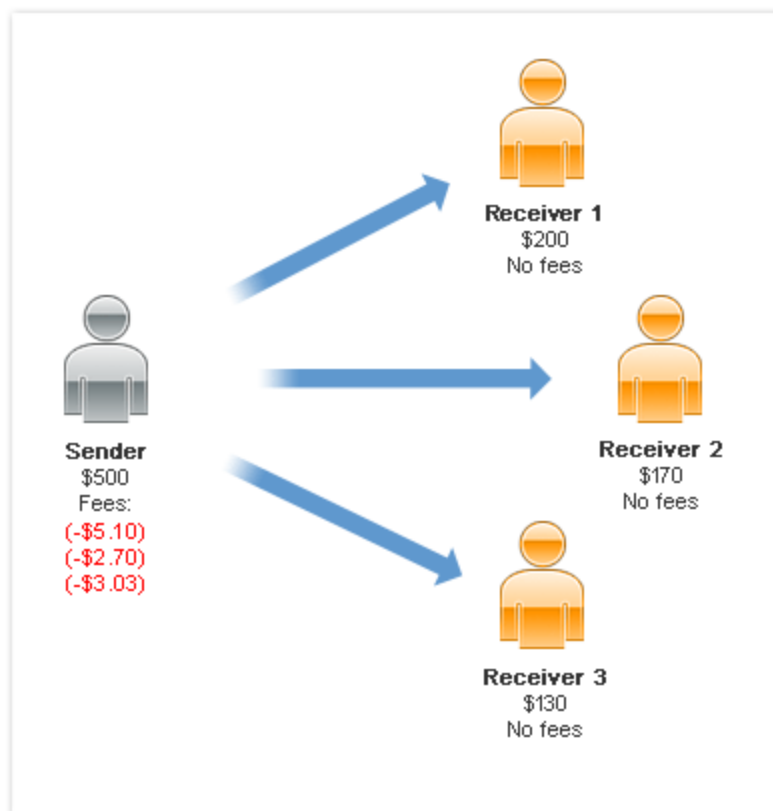 Receiver 1
$200
No fees
Sender
$500
Fees:
(-$5.10)
(-$2.70)
(-$3.03)
Receiver 2
$170
No fees
Receiver 3
$130
No fees